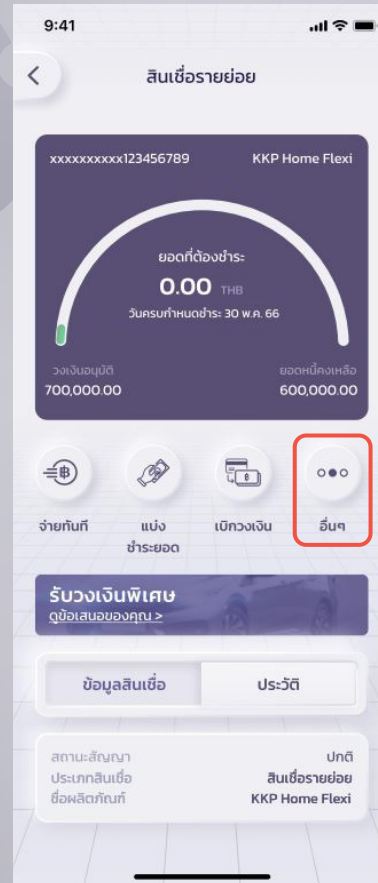 9:41
สินเชื่อรายย่อย
xxxxxxxxxx123456789 KKP Home Flexi
ยอดที่ต้องชำระ
0.00 THB
วันครบกำหนดชำระ: 30 พ.ค. 66
วงเงินอนุมัติ ยอดหนี้คงเหลือ
700,000.00 600,000.00
จ่ายทันที แบ่ง เบิกวงเงิน อื่นๆ
ชำระยอด
รับวงเงินพิเศษ
ดูข้อเสนอของคุณ >
ข้อมูลสินเชื่อ ประวัติ
สถานะสัญญา ปกติ
ประเภทสินเชื่อ สินเชื่อรายย่อย
ชื่อผลิตภัณฑ์ KKP Home Flexi